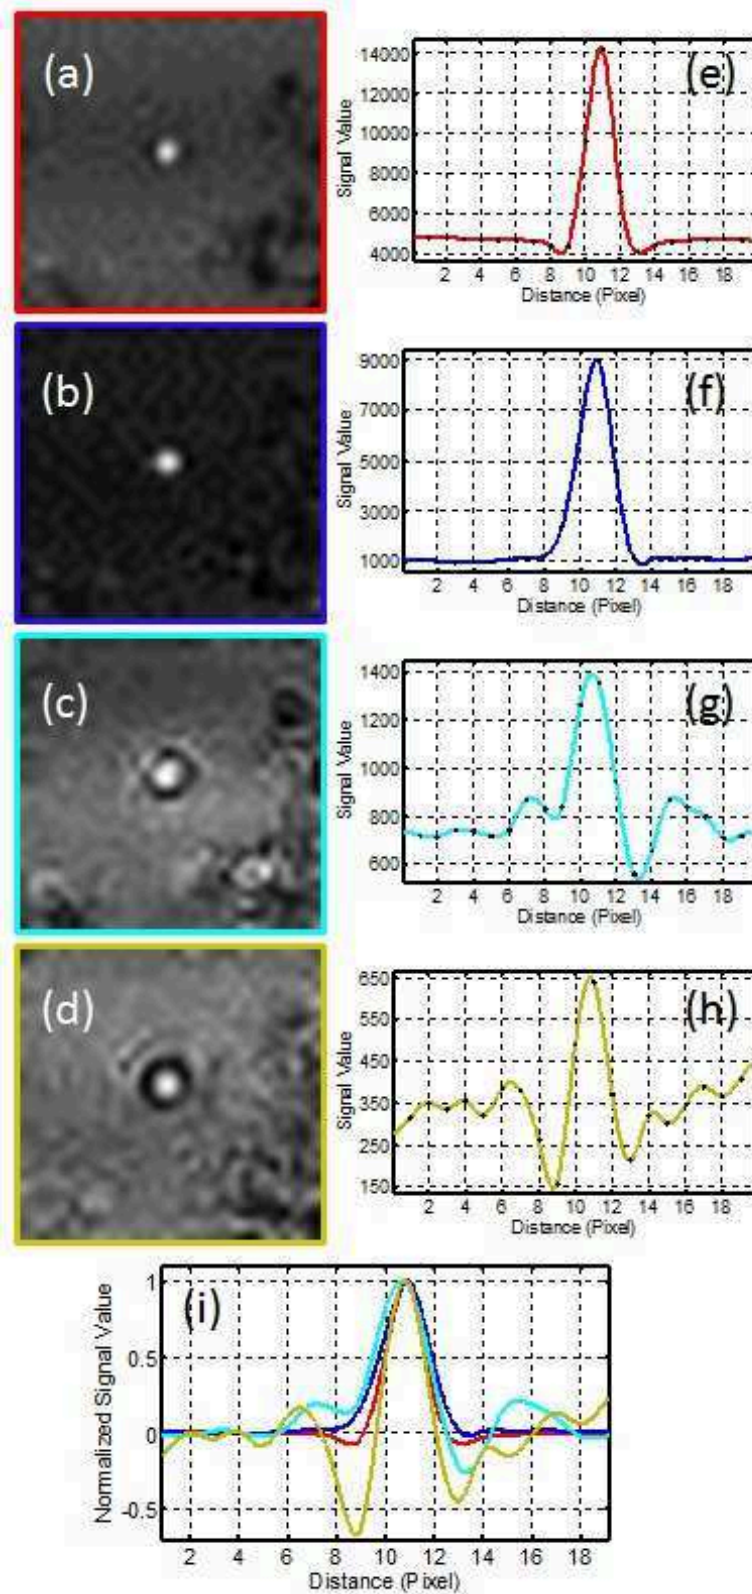 (a)
Signal Value
14000
12000
10000
8000
6000
4000
(e)
2 4 6 8 10 12 14 16 18
Distance (Pixel)
(b)
Signal Value
9000
7000
5000
3000
1000
(f)
2 4 6 8 10 12 14 16 18
Distance (Pixel)
(c)
Signal Value
1400
1200
1000
800
600
(g)
2 4 6 8 10 12 14 16 18
Distance (Pixel)
(d)
Signal Value
650
550
450
350
250
150
(h)
2 4 6 8 10 12 14 16 18
Distance (Pixel)
Normalized Signal Value
1
0.5
0
-0.5
(i)
2 4 6 8 10 12 14 16 18
Distance (Pixel)